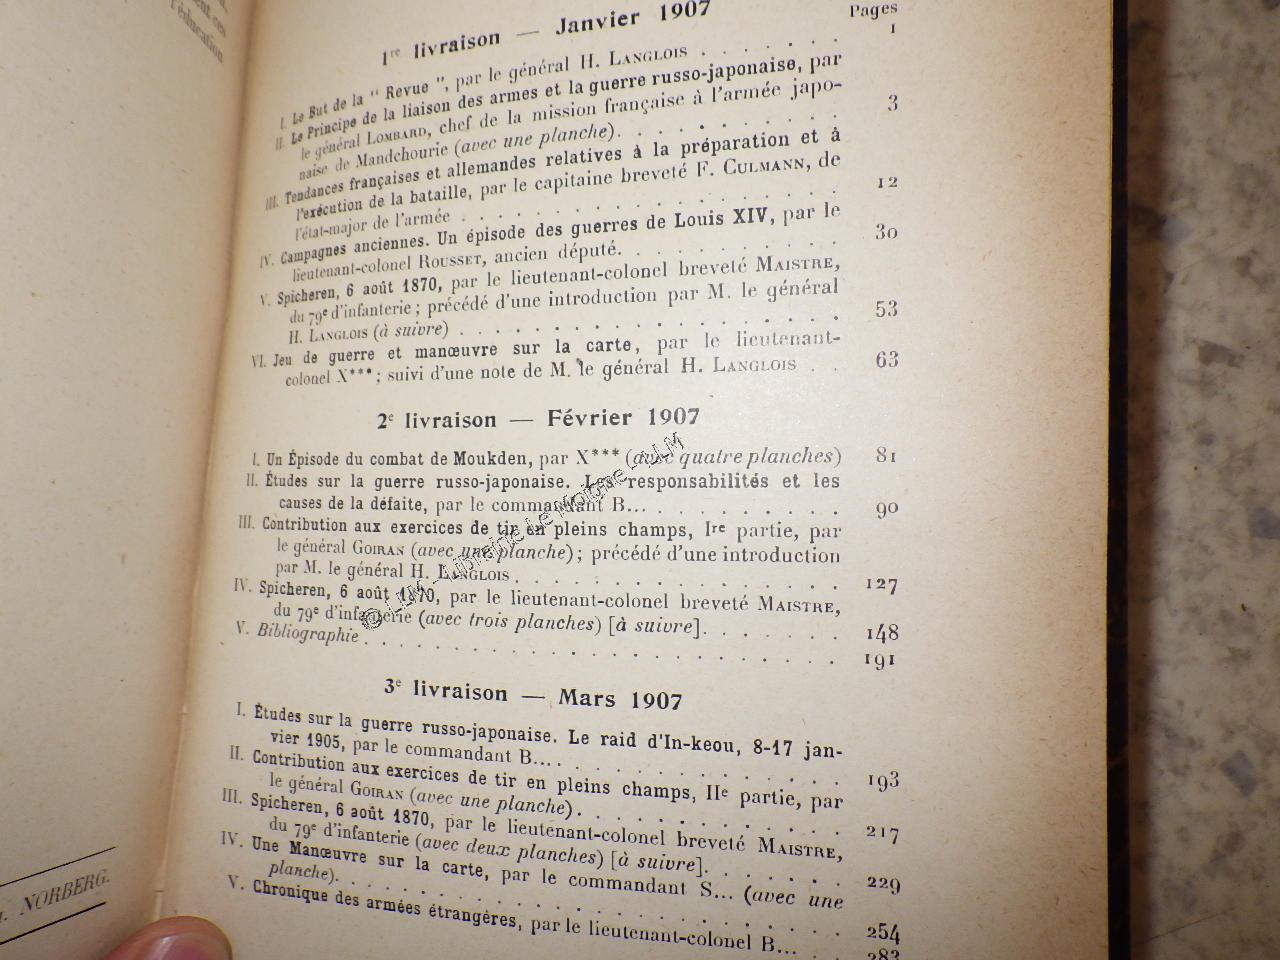 ent ces
l'éducation
NORBERG.
1re livraison — Janvier 1907
Pages
I. Le But de la " Revue ", par le général H. Langlois . . . . . . 1
II. Le Principe de la liaison des armes et la guerre russo-japonaise, par
le général Lombard, chef de la mission française à l'armée japo-
naise de Mandchourie (avec une planche). . . . . . . . . 3
III. Tendances françaises et allemandes relatives à la préparation et à
l'exécution de la bataille, par le capitaine breveté F. Culmann, de
l'état-major de l'armée . . . . . . . . . . . . . . . 12
IV. Campagnes anciennes. Un épisode des guerres de Louis XIV, par le
lieutenant-colonel Rousset, ancien député. . . . . . . . . 30
V. Spicheren, 6 août 1870, par le lieutenant-colonel breveté Maistre,
du 79e d'infanterie ; précédé d'une introduction par M. le général
H. Langlois (à suivre) . . . . . . . . . . . . . . . 53
VI. Jeu de guerre et manœuvre sur la carte, par le lieutenant-
colonel X*** ; suivi d'une note de M. le général H. Langlois . . 63
2e livraison — Février 1907
I. Un Épisode du combat de Moukden, par X*** (avec quatre planches) 81
II. Études sur la guerre russo-japonaise. Les responsabilités et les
causes de la défaite, par le commandant B... . . . . . . . . 90
III. Contribution aux exercices de tir en pleins champs, Ire partie, par
le général Goiran (avec une planche) ; précédé d'une introduction
par M. le général H. Langlois . . . . . . . . . . . . . 127
IV. Spicheren, 6 août 1870, par le lieutenant-colonel breveté Maistre,
du 79e d'infanterie (avec trois planches) [à suivre]. . . . . . 148
V. Bibliographie . . . . . . . . . . . . . . . . . . 191
3e livraison — Mars 1907
I. Études sur la guerre russo-japonaise. Le raid d'In-keou, 8-17 jan-
vier 1905, par le commandant B... . . . . . . . . . . . 193
II. Contribution aux exercices de tir en pleins champs, IIe partie, par
le général Goiran (avec une planche). . . . . . . . . . . 217
III. Spicheren, 6 août 1870, par le lieutenant-colonel breveté Maistre,
du 79e d'infanterie (avec deux planches) [à suivre]. . . . . . 229
IV. Une Manœuvre sur la carte, par le commandant S... (avec une
planche). . . . . . . . . . . . . . . . . . . . 254
V. Chronique des armées étrangères, par le lieutenant-colonel B... . . 283
© LLM - Librairie Le Moigne - LLM